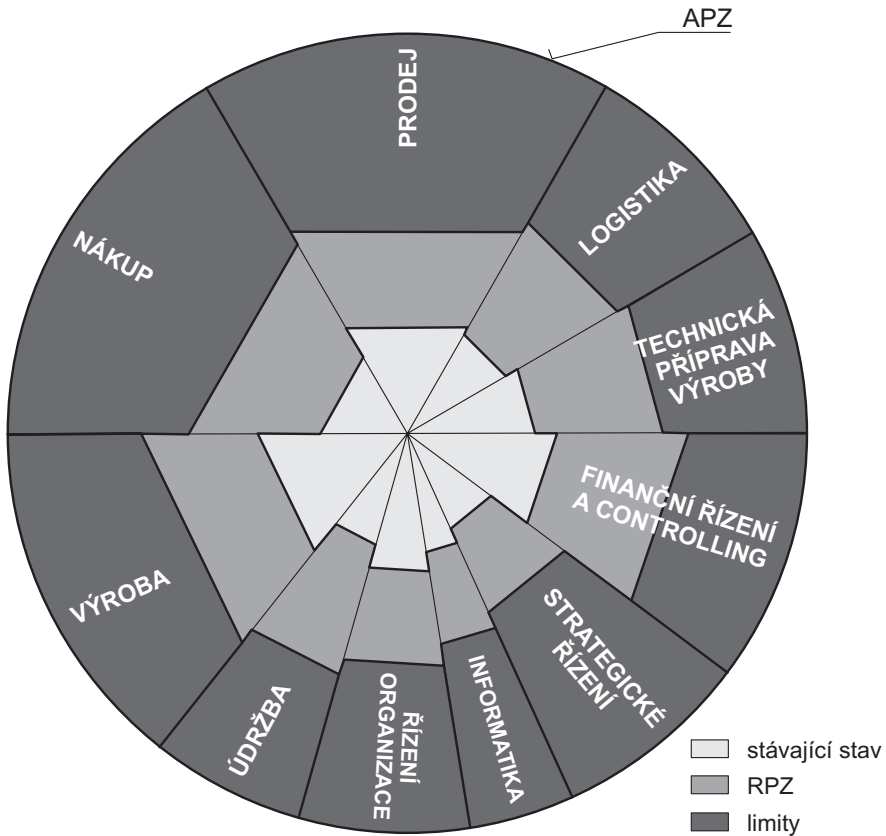 APZ
PRODEJ
LOGISTIKA
NÁKUP
TECHNICKÁ
PŘÍPRAVA
VÝROBY
FINANČNÍ ŘÍZENÍ
A CONTROLLING
VÝROBA
STRATEGICKÉ
ŘÍZENÍ
INFORMATIKA
ŘÍZENÍ
ORGANIZACE
ÚDRŽBA
stávající stav
RPZ
limity